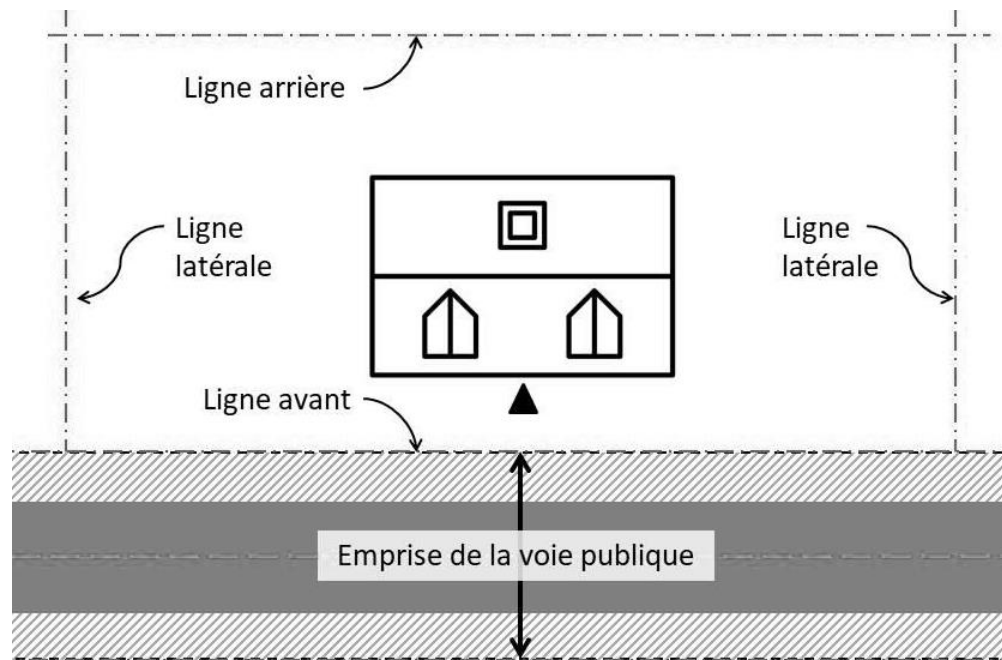 Ligne arrière
Ligne
latérale
Ligne
latérale
Ligne avant
Emprise de la voie publique